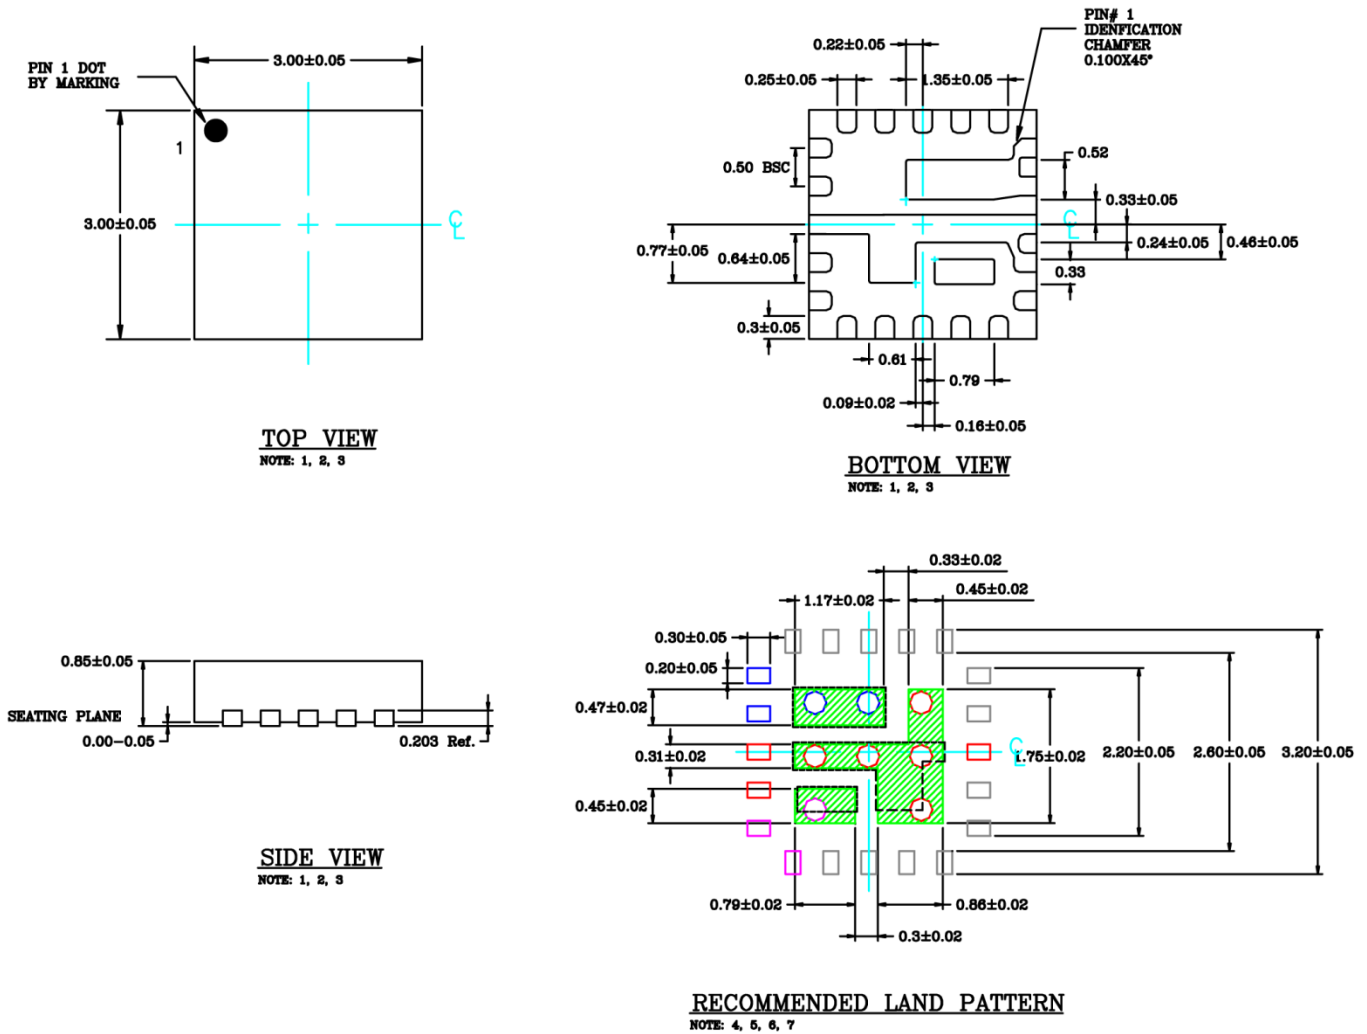 PIN 1 DOT
BY MARKING
3.00±0.05
1
3.00±0.05
℄
TOP VIEW
NOTE: 1, 2, 3
PIN# 1
IDENFICATION
CHAMFER
0.100X45°
0.22±0.05
0.25±0.05
1.35±0.05
0.50 BSC
0.52
0.33±0.05
℄
0.24±0.05
0.46±0.05
0.77±0.05
0.64±0.05
0.33
0.3±0.05
0.61
0.79
0.09±0.02
0.16±0.05
BOTTOM VIEW
NOTE: 1, 2, 3
0.85±0.05
SEATING PLANE
0.00-0.05
0.203 Ref.
SIDE VIEW
NOTE: 1, 2, 3
0.33±0.02
1.17±0.02
0.45±0.02
0.30±0.05
0.20±0.05
0.47±0.02
0.31±0.02
℄
1.75±0.02
2.20±0.05
2.60±0.05
3.20±0.05
0.45±0.02
0.79±0.02
0.86±0.02
0.3±0.02
RECOMMENDED LAND PATTERN
NOTE: 4, 5, 6, 7